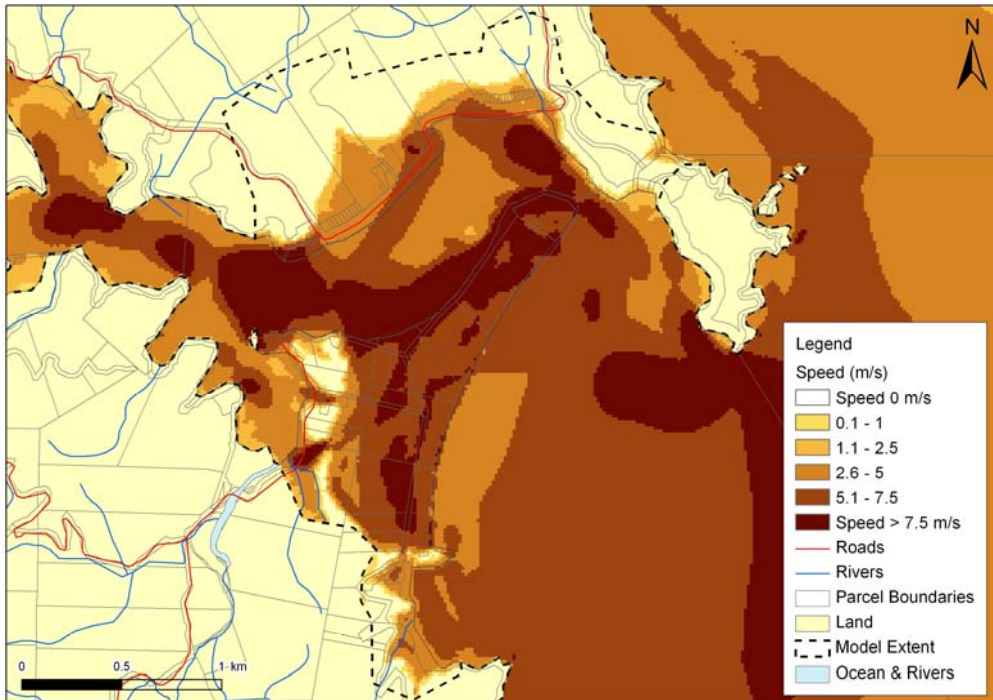 N
Legend
Speed (m/s)
Speed 0 m/s
0.1 - 1
1.1 - 2.5
2.6 - 5
5.1 - 7.5
Speed > 7.5 m/s
Roads
Rivers
Parcel Boundaries
Land
Model Extent
Ocean & Rivers
0 0.5 1 km